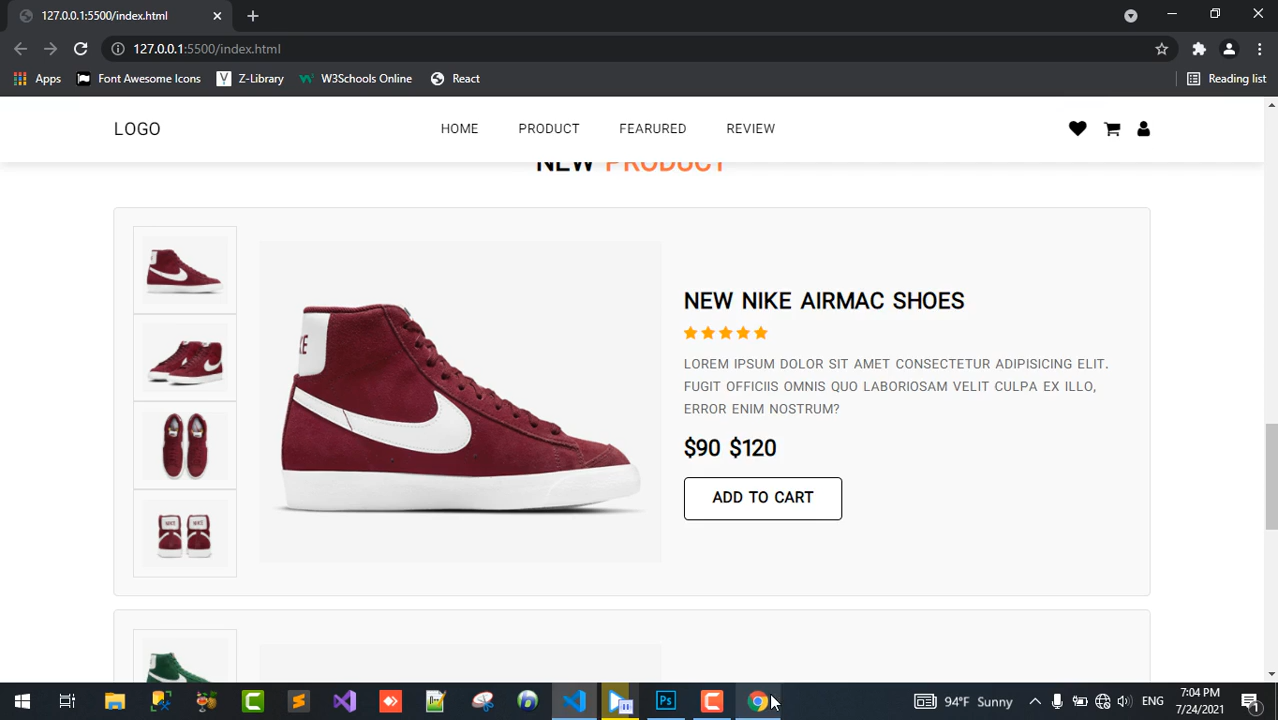 127.0.0.1:5500/index.html
127.0.0.1:5500/index.html
Apps Font Awesome Icons Z-Library W3Schools Online React Reading list
LOGO HOME PRODUCT FEARURED REVIEW
NEW PRODUCT
NEW NIKE AIRMAC SHOES
LOREM IPSUM DOLOR SIT AMET CONSECTETUR ADIPISICING ELIT.
FUGIT OFFICIIS OMNIS QUO LABORIOSAM VELIT CULPA EX ILLO,
ERROR ENIM NOSTRUM?
$90 $120
ADD TO CART
94°F Sunny ENG 7:04 PM
7/24/2021